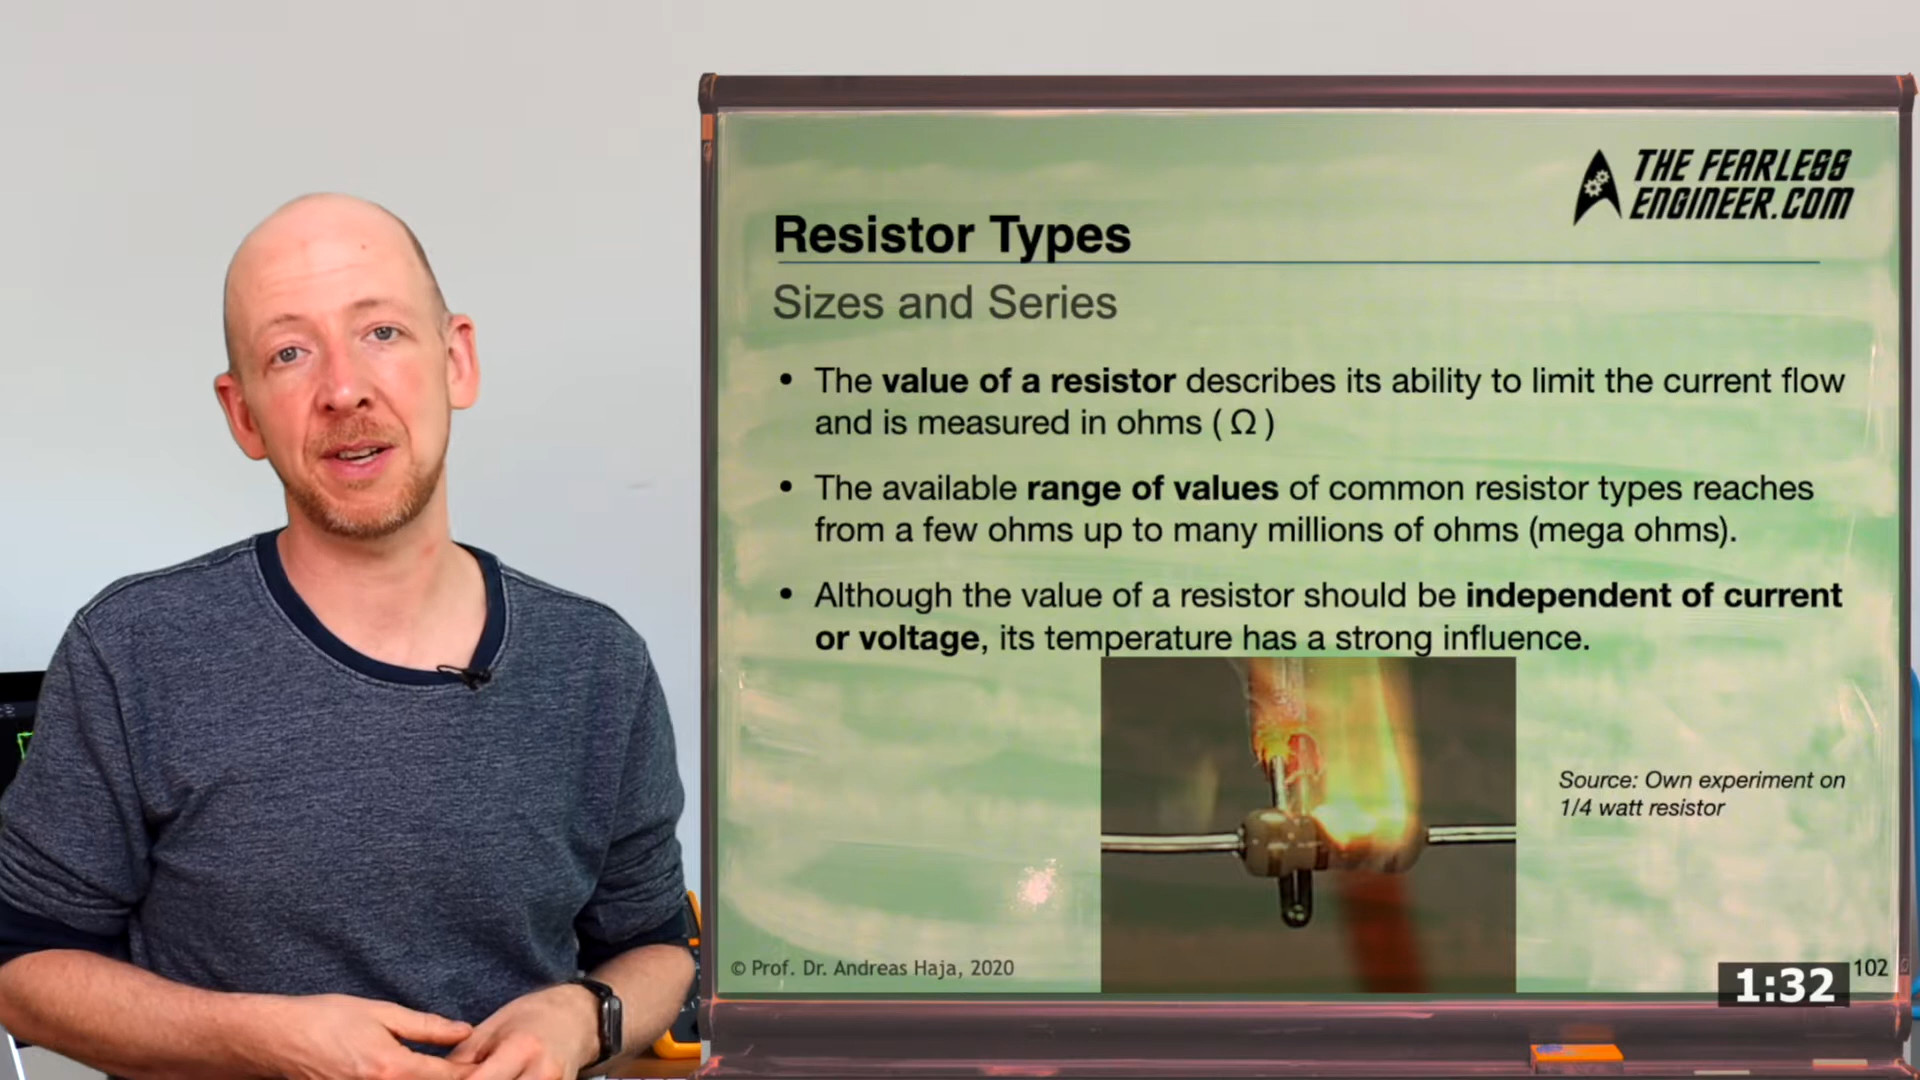 THE FEARLESS
ENGINEER.COM
Resistor Types
Sizes and Series
• The value of a resistor describes its ability to limit the current flow
and is measured in ohms ( Ω )
• The available range of values of common resistor types reaches
from a few ohms up to many millions of ohms (mega ohms).
• Although the value of a resistor should be independent of current
or voltage, its temperature has a strong influence.
Source: Own experiment on
1/4 watt resistor
© Prof. Dr. Andreas Haja, 2020
102
1:32